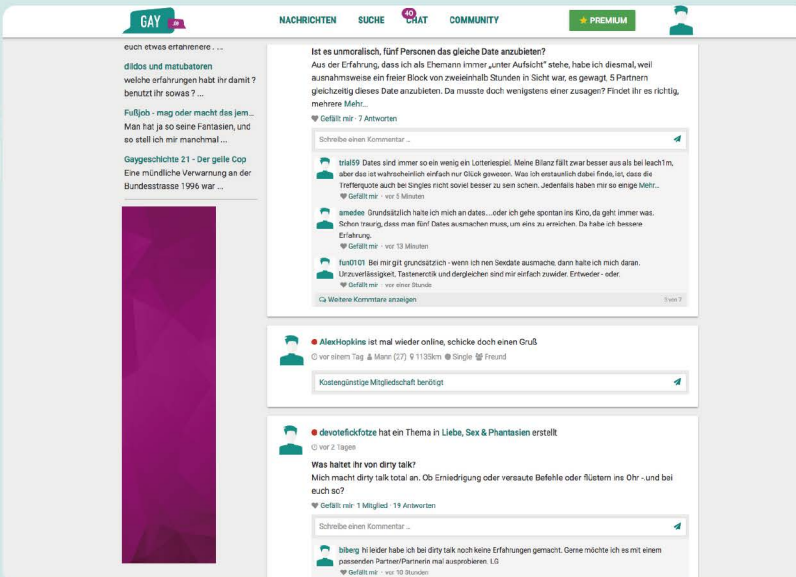 GAY .DE
NACHRICHTEN SUCHE CHAT COMMUNITY
40
PREMIUM
euch etwas erfahrenere . ...
dildos und matubatoren
welche erfahrungen habt ihr damit ?
benutzt ihr sowas ? ...
Fußjob - mag oder macht das jem...
Man hat ja so seine Fantasien, und
so stell ich mir manchmal ...
Gaygeschichte 21 - Der geile Cop
Eine mündliche Verwarnung an der
Bundesstrasse 1996 war ...
Ist es unmoralisch, fünf Personen das gleiche Date anzubieten?
Aus der Erfahrung, dass ich als Ehemann immer „unter Aufsicht" stehe, habe ich diesmal, weil
ausnahmsweise ein freier Block von zweieinhalb Stunden in Sicht war, es gewagt, 5 Partnern
gleichzeitig dieses Date anzubieten. Da musste doch wenigstens einer zusagen? Findet ihr es richtig,
mehrere Mehr...
Gefällt mir · 7 Antworten
Schreibe einen Kommentar ...
trial59 Dates sind immer so ein wenig ein Lotteriespiel. Meine Bilanz fällt zwar besser aus als bei leach1m,
aber das ist wahrscheinlich einfach nur Glück gewesen. Was ich erstaunlich dabei finde, ist, dass die
Trefferquote auch bei Singles nicht soviel besser zu sein scheint. Jedenfalls haben mir so einige Mehr...
Gefällt mir · vor 5 Minuten
amedee Grundsätzlich halte ich mich an dates....oder ich gehe spontan ins Kino, da geht immer was.
Schon traurig, dass man fünf Dates ausmachen muss, um eins zu erreichen. Da habe ich bessere
Erfahrung.
Gefällt mir · vor 13 Minuten
fun0101 Bei mir gilt grundsätzlich - wenn ich nen Sexdate ausmache, dann halte ich mich daran.
Unzuverlässigkeit, Tastenerotik und dergleichen sind mir einfach zuwider. Entweder - oder.
Gefällt mir · vor einer Stunde
Weitere Kommtare anzeigen
3 von 7
AlexHopkins ist mal wieder online, schicke doch einen Gruß
vor einem Tag Mann (27) 1135km Single Freund
Kostengünstige Mitgliedschaft benötigt
devotefickfotze hat ein Thema in Liebe, Sex & Phantasien erstellt
vor 2 Tagen
Was haltet ihr von dirty talk?
Mich macht dirty talk total an. Ob Erniedrigung oder versaute Befehle oder flüstern ins Ohr -.und bei
euch so?
Gefällt mir· 1 Mitglied · 19 Antworten
Schreibe einen Kommentar ...
biberg hi leider habe ich bei dirty talk noch keine Erfahrungen gemacht. Gerne möchte ich es mit einem
passenden Partner/Partnerin mal ausprobieren. LG
Gefällt mir · vor 10 Stunden